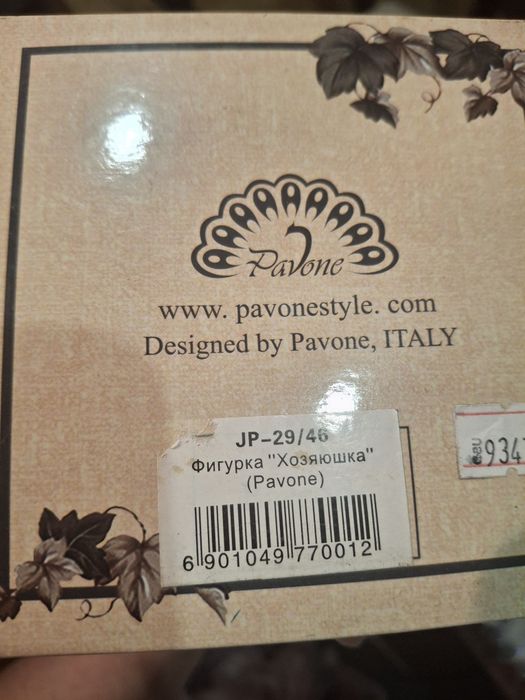 Pavone
www. pavonestyle. com
Designed by Pavone, ITALY
JP-29/46
Фигурка "Хозяюшка"
(Pavone)
6 901049 770012